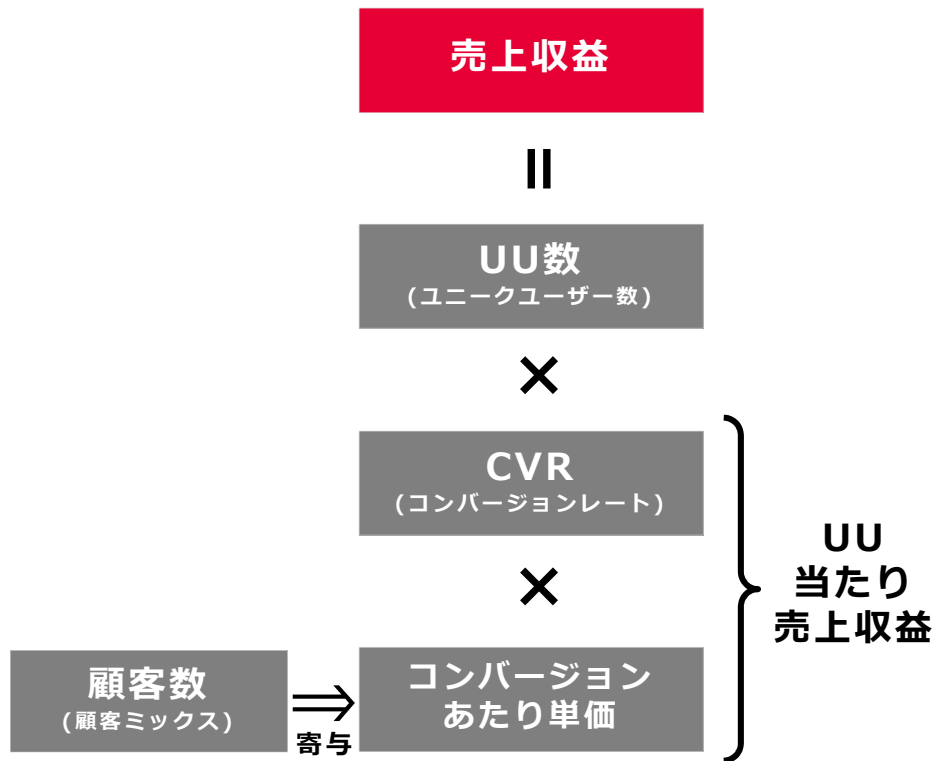 売上収益
=
UU数
(ユニークユーザー数)
×
CVR
(コンバージョンレート)
×
UU
当たり
売上収益
顧客数
(顧客ミックス)
⇒
寄与
コンバージョン
あたり単価